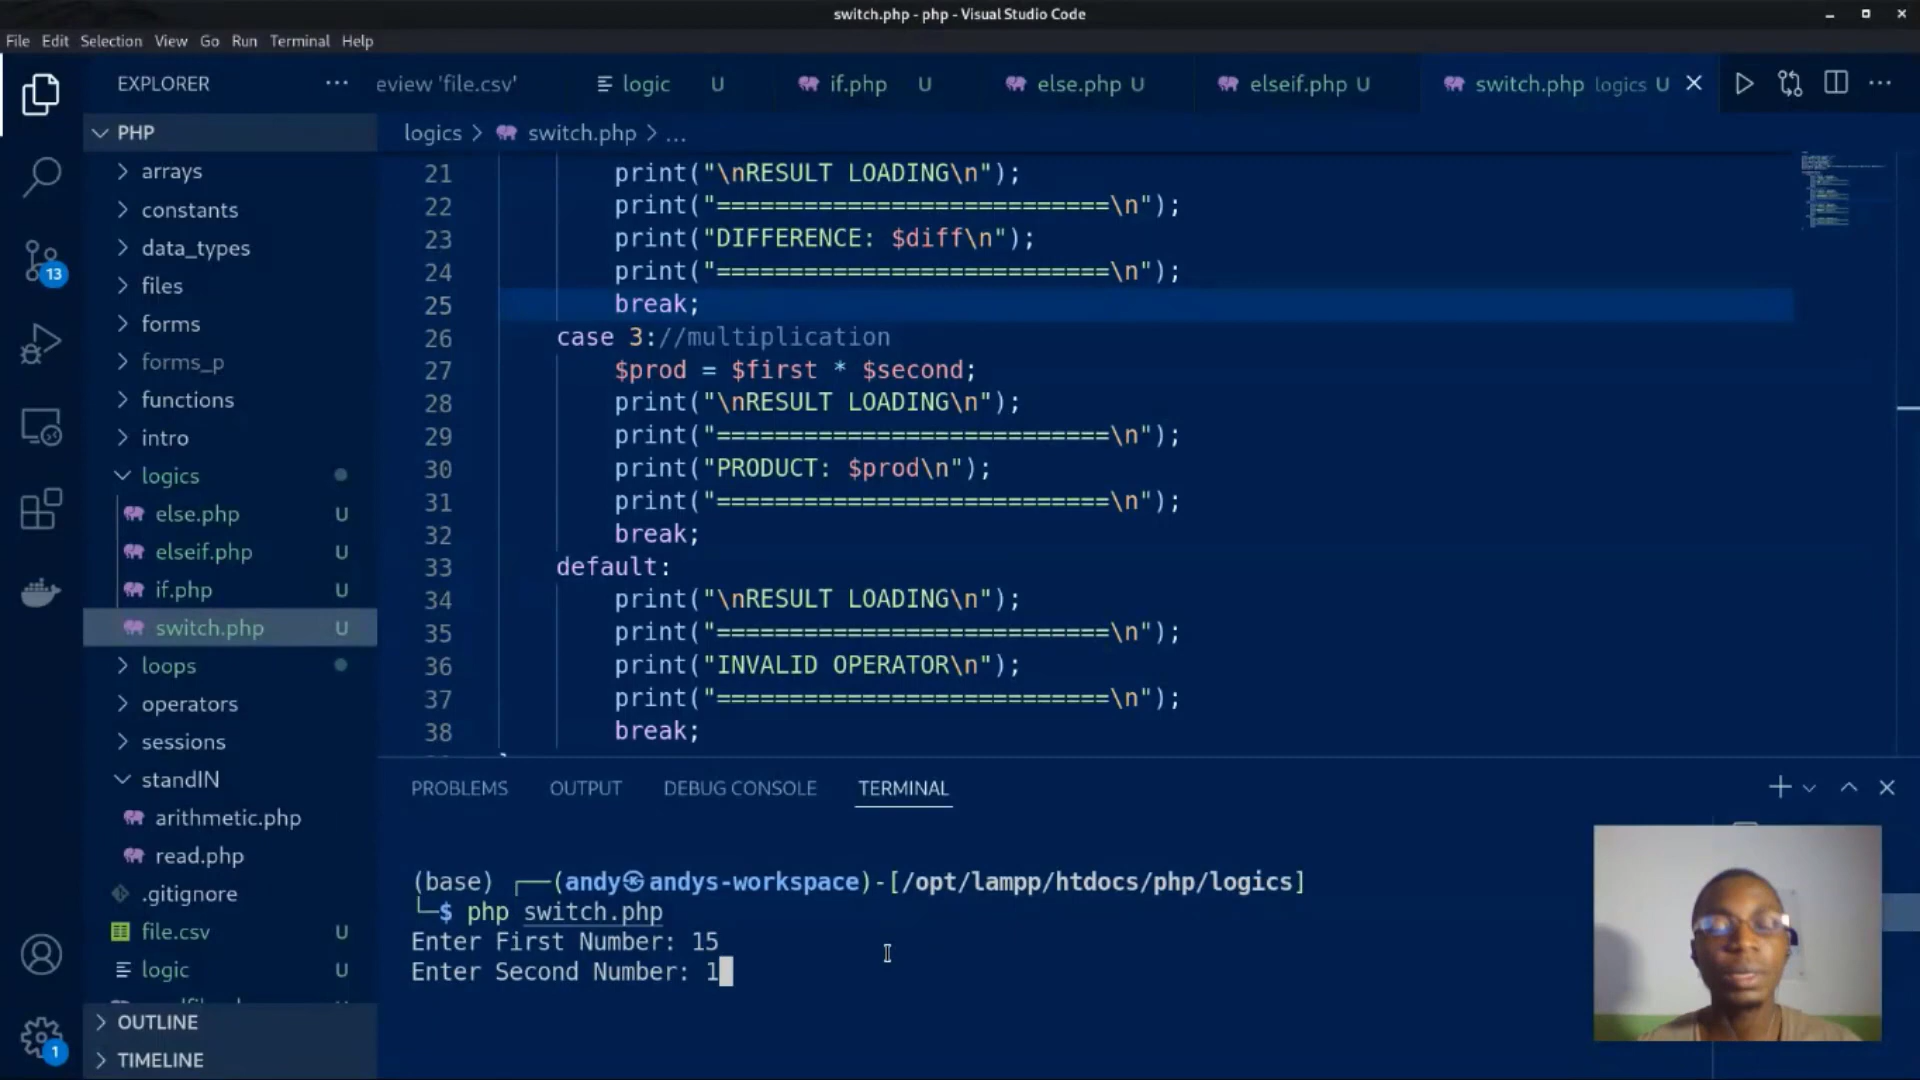 switch.php - php - Visual Studio Code
File Edit Selection View Go Run Terminal Help
EXPLORER
eview 'file.csv' logic U if.php U else.php U elseif.php U switch.php logics U
PHP
logics > switch.php > ...
arrays
constants
data_types
files
forms
forms_p
functions
intro
logics
else.php U
elseif.php U
if.php U
switch.php U
loops
operators
sessions
standIN
arithmetic.php
read.php
.gitignore
file.csv U
logic U
OUTLINE
TIMELINE
13
1
21 print("\nRESULT LOADING\n");
22 print("===========================\n");
23 print("DIFFERENCE: $diff\n");
24 print("===========================\n");
25 break;
26 case 3://multiplication
27 $prod = $first * $second;
28 print("\nRESULT LOADING\n");
29 print("===========================\n");
30 print("PRODUCT: $prod\n");
31 print("===========================\n");
32 break;
33 default:
34 print("\nRESULT LOADING\n");
35 print("===========================\n");
36 print("INVALID OPERATOR\n");
37 print("===========================\n");
38 break;
PROBLEMS OUTPUT DEBUG CONSOLE TERMINAL
(base) ┌──(andy㉿andys-workspace)-[/opt/lampp/htdocs/php/logics]
└─$ php switch.php
Enter First Number: 15
Enter Second Number: 1